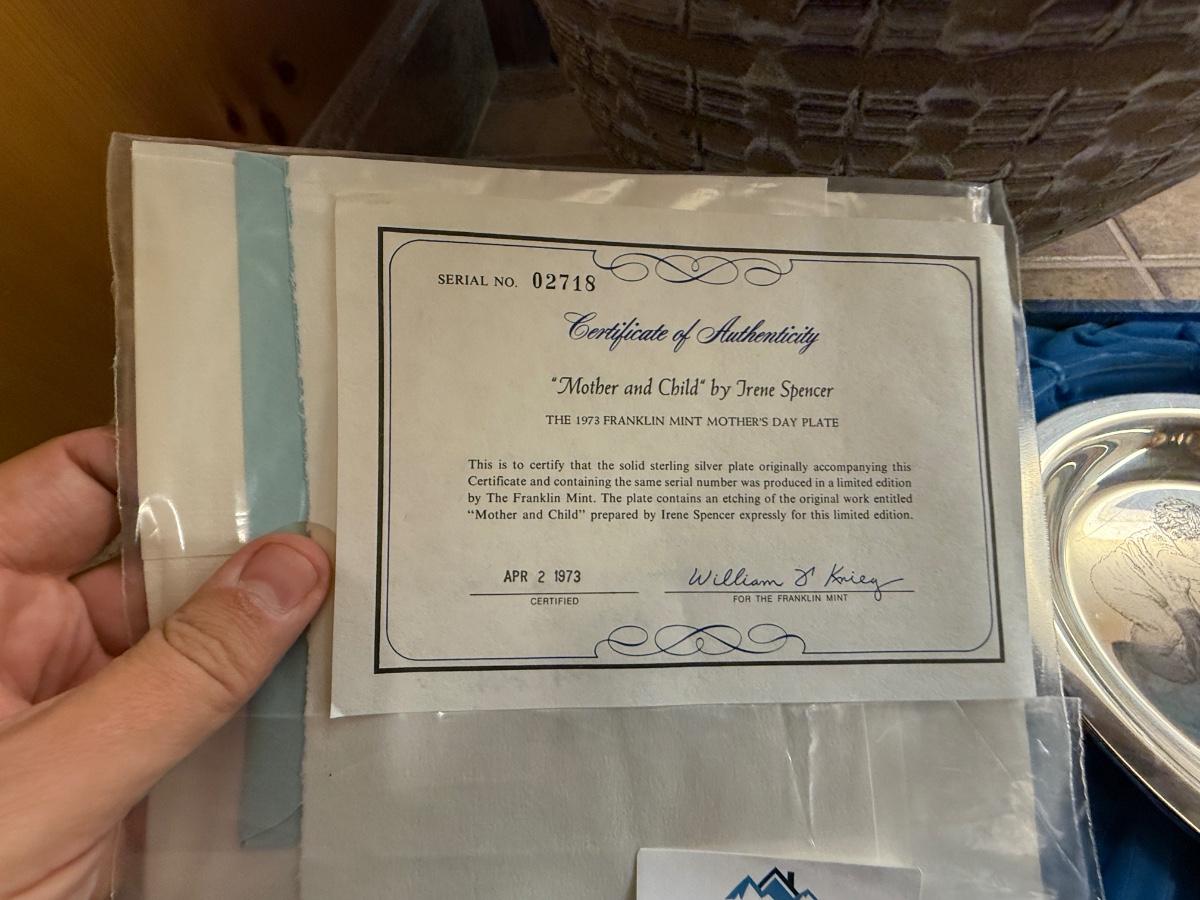 SERIAL NO. 02718
Certificate of Authenticity
"Mother and Child" by Irene Spencer
THE 1973 FRANKLIN MINT MOTHER'S DAY PLATE
This is to certify that the solid sterling silver plate originally accompanying this
Certificate and containing the same serial number was produced in a limited edition
by The Franklin Mint. The plate contains an etching of the original work entitled
"Mother and Child" prepared by Irene Spencer expressly for this limited edition.
APR 2 1973
CERTIFIED
William J Krieg
FOR THE FRANKLIN MINT